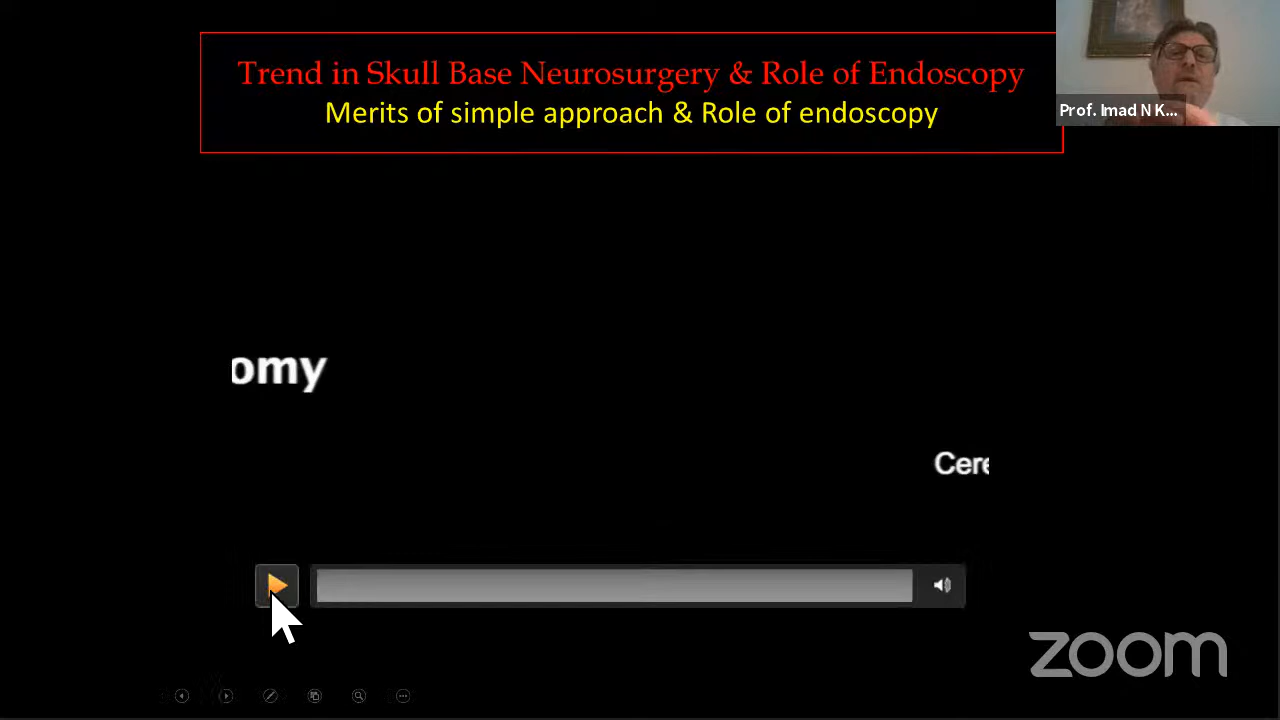 Trend in Skull Base Neurosurgery & Role of Endoscopy
Merits of simple approach & Role of endoscopy
Prof. Imad N K...
omy
Cere
zoom